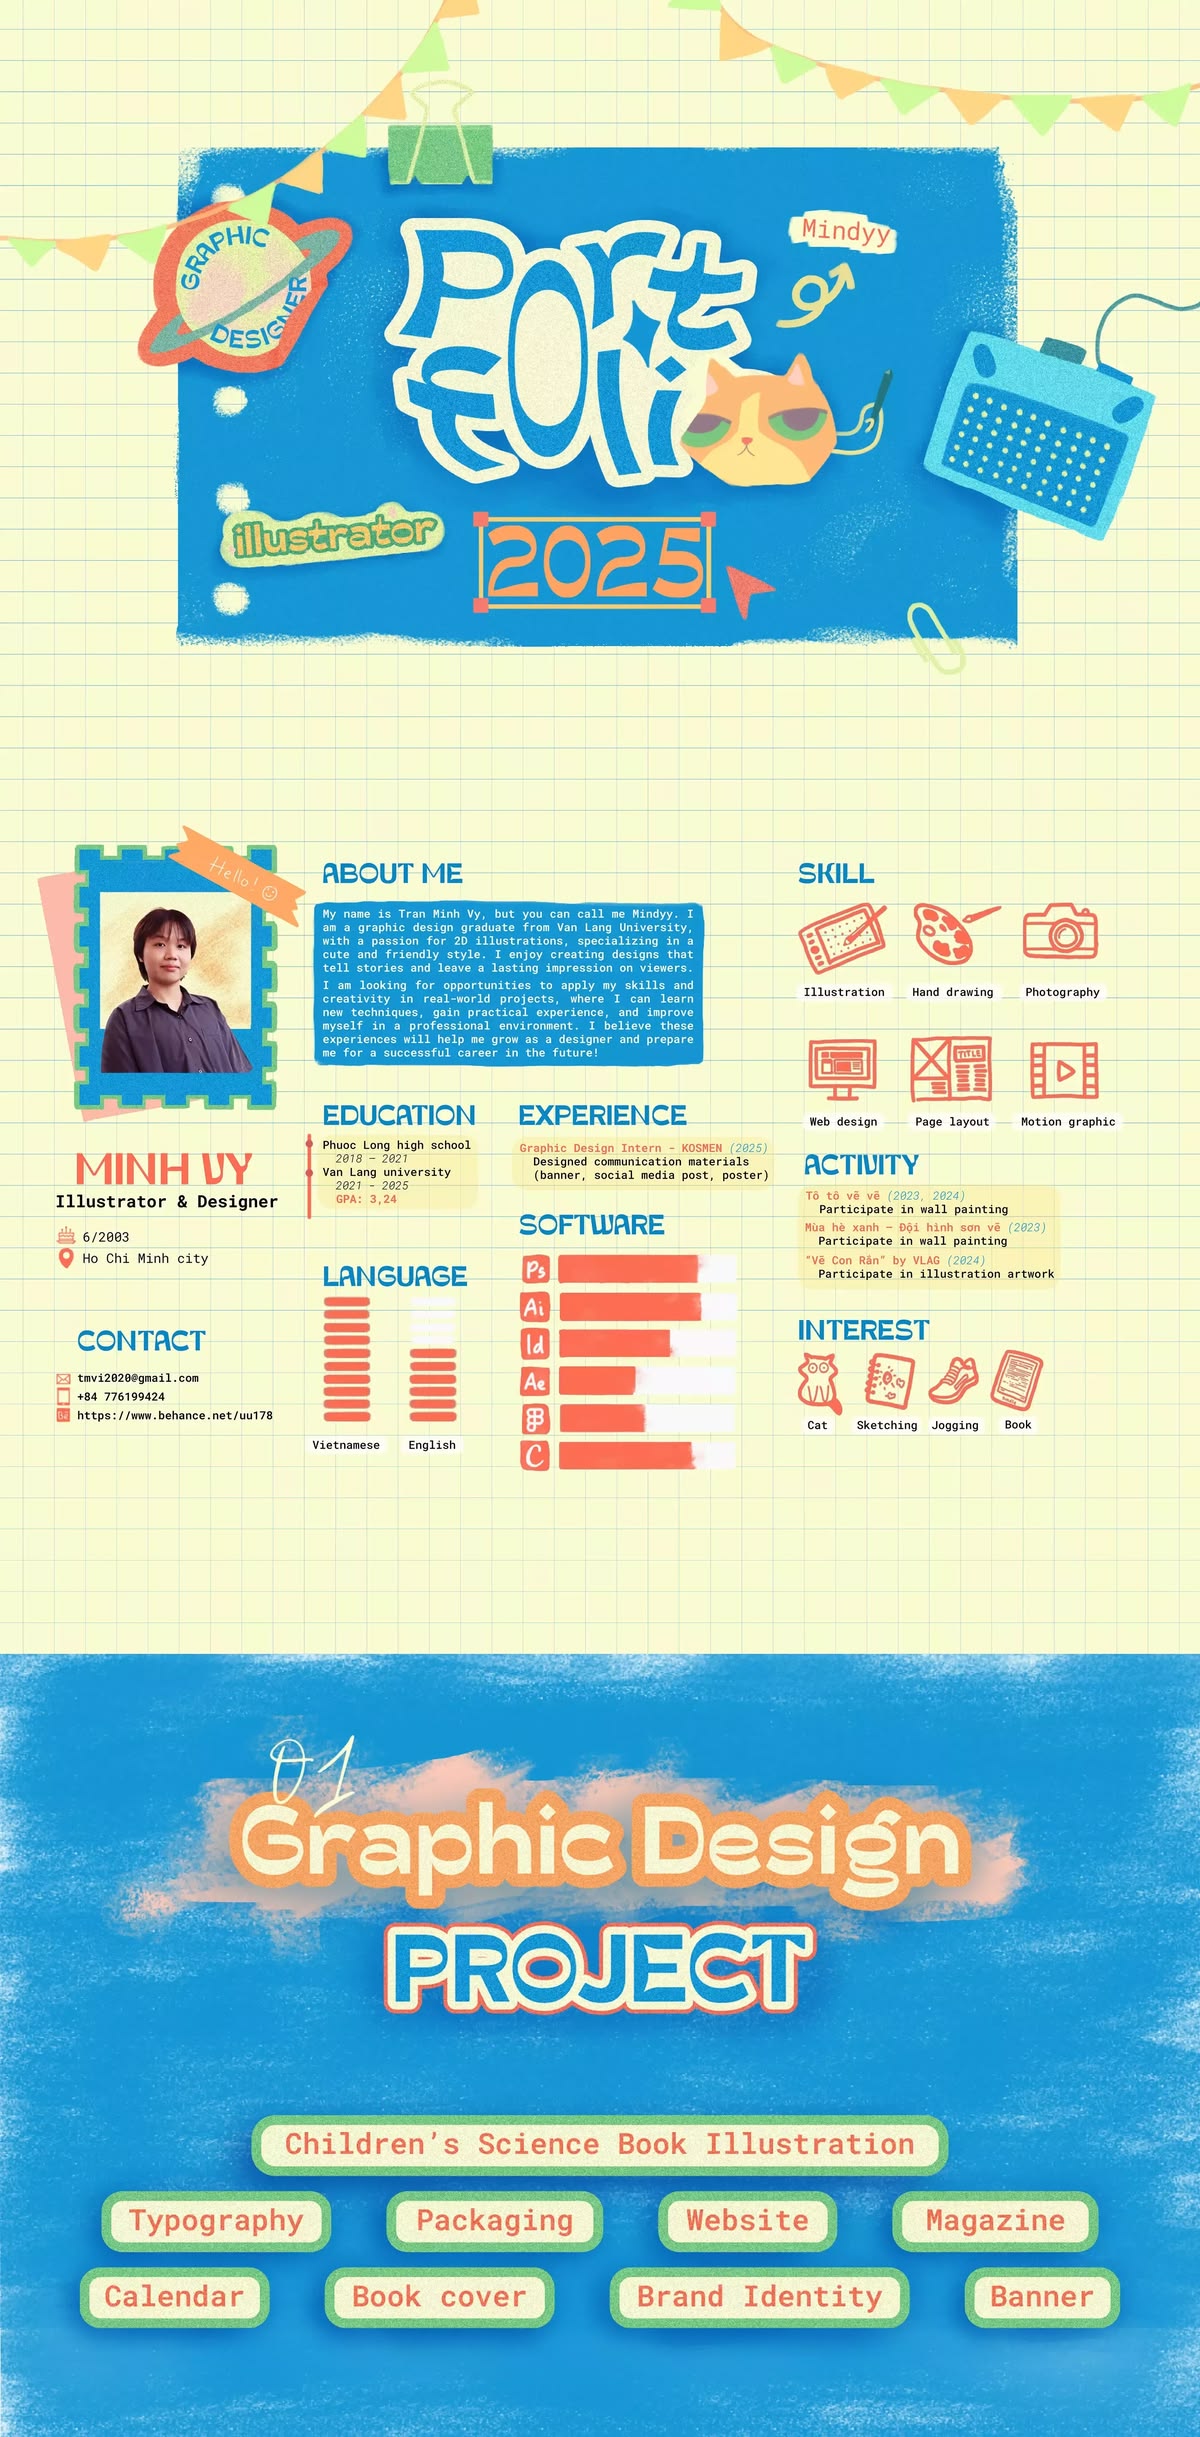 GRAPHIC
DESIGNER
Port
folio
Mindyy
illustrator
2025
Hello!
MINH VY
Illustrator & Designer
6/2003
Ho Chi Minh city
CONTACT
tmvi2020@gmail.com
+84 776199424
https://www.behance.net/uu178
ABOUT ME
My name is Tran Minh Vy, but you can call me Mindyy. I
am a graphic design graduate from Van Lang University,
with a passion for 2D illustrations, specializing in a
cute and friendly style. I enjoy creating designs that
tell stories and leave a lasting impression on viewers.
I am looking for opportunities to apply my skills and
creativity in real-world projects, where I can learn
new techniques, gain practical experience, and improve
myself in a professional environment. I believe these
experiences will help me grow as a designer and prepare
me for a successful career in the future!
EDUCATION
Phuoc Long high school
2018 – 2021
Van Lang university
2021 - 2025
GPA: 3,24
LANGUAGE
Vietnamese
English
EXPERIENCE
Graphic Design Intern - KOSMEN (2025)
Designed communication materials
(banner, social media post, poster)
SOFTWARE
Ps
Ai
Id
Ae
C
SKILL
Illustration
Hand drawing
Photography
TITLE
Web design
Page layout
Motion graphic
ACTIVITY
Tô tô vẽ vẽ (2023, 2024)
Participate in wall painting
Mùa hè xanh – Đội hình sơn vẽ (2023)
Participate in wall painting
"Vẽ Con Rắn" by VLAG (2024)
Participate in illustration artwork
INTEREST
Cat
Sketching
Jogging
Book
01
Graphic Design
PROJECT
Children's Science Book Illustration
Typography
Packaging
Website
Magazine
Calendar
Book cover
Brand Identity
Banner